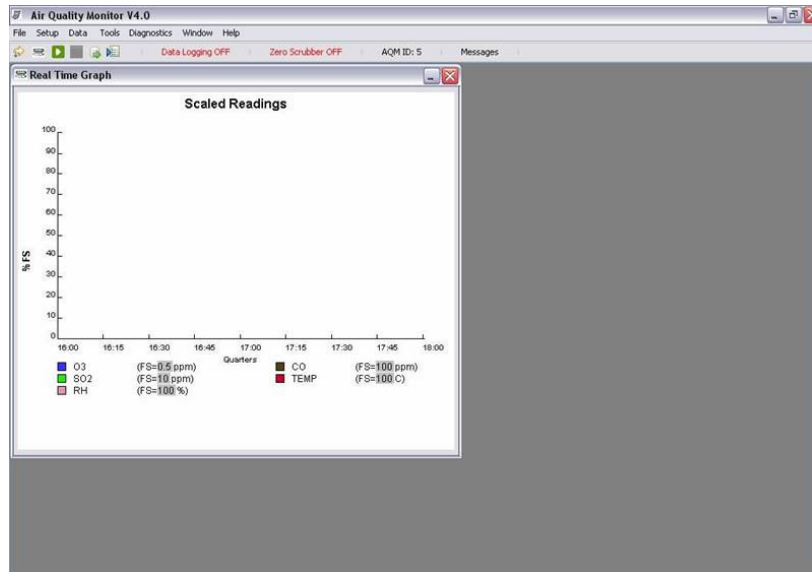 Air Quality Monitor V4.0
File Setup Data Tools Diagnostics Window Help
Data Logging OFF Zero Scrubber OFF AQM ID: 5 Messages
Real Time Graph
Scaled Readings
100
90
80
70
60
50
40
30
20
10
0
% FS
16:00 16:15 16:30 16:45 17:00 17:15 17:30 17:45 18:00
Quarters
O3 (FS=0.5 ppm) CO (FS=100 ppm)
SO2 (FS=10 ppm) TEMP (FS=100 C)
RH (FS=100 %)